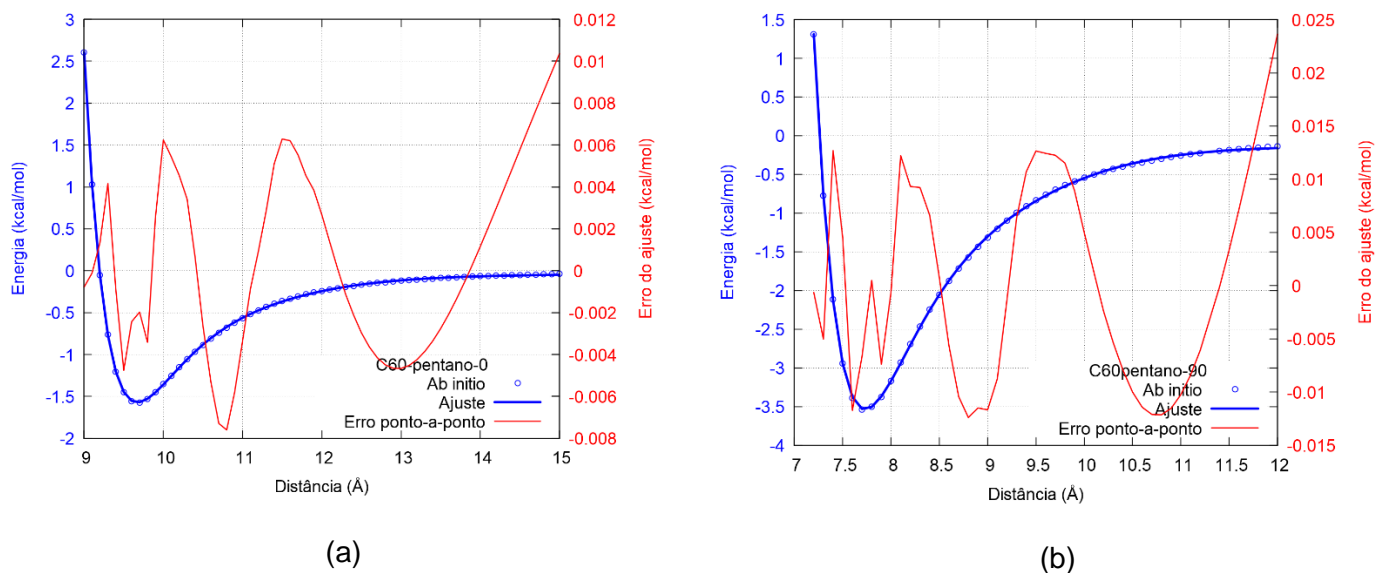 3
2.5
2
1.5
1
0.5
0
-0.5
-1
-1.5
-2
Energia (kcal/mol)
0.012
0.01
0.008
0.006
0.004
0.002
0
-0.002
-0.004
-0.006
-0.008
Erro do ajuste (kcal/mol)
C60-pentano-0
Ab initio
Ajuste
Erro ponto-a-ponto
9 10 11 12 13 14 15
Distância (Å)
(a)
1.5
1
0.5
0
-0.5
-1
-1.5
-2
-2.5
-3
-3.5
-4
Energia (kcal/mol)
0.025
0.02
0.015
0.01
0.005
0
-0.005
-0.01
-0.015
Erro do ajuste (kcal/mol)
C60pentano-90
Ab initio
Ajuste
Erro ponto-a-ponto
7 7.5 8 8.5 9 9.5 10 10.5 11 11.5 12
Distância (Å)
(b)